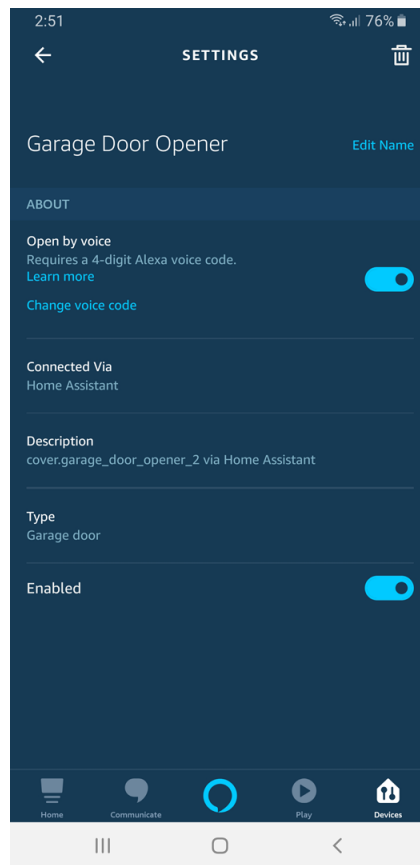 2:51 76%
SETTINGS
Garage Door Opener Edit Name
ABOUT
Open by voice
Requires a 4-digit Alexa voice code.
Learn more
Change voice code
Connected Via
Home Assistant
Description
cover.garage_door_opener_2 via Home Assistant
Type
Garage door
Enabled
Home Communicate Play Devices